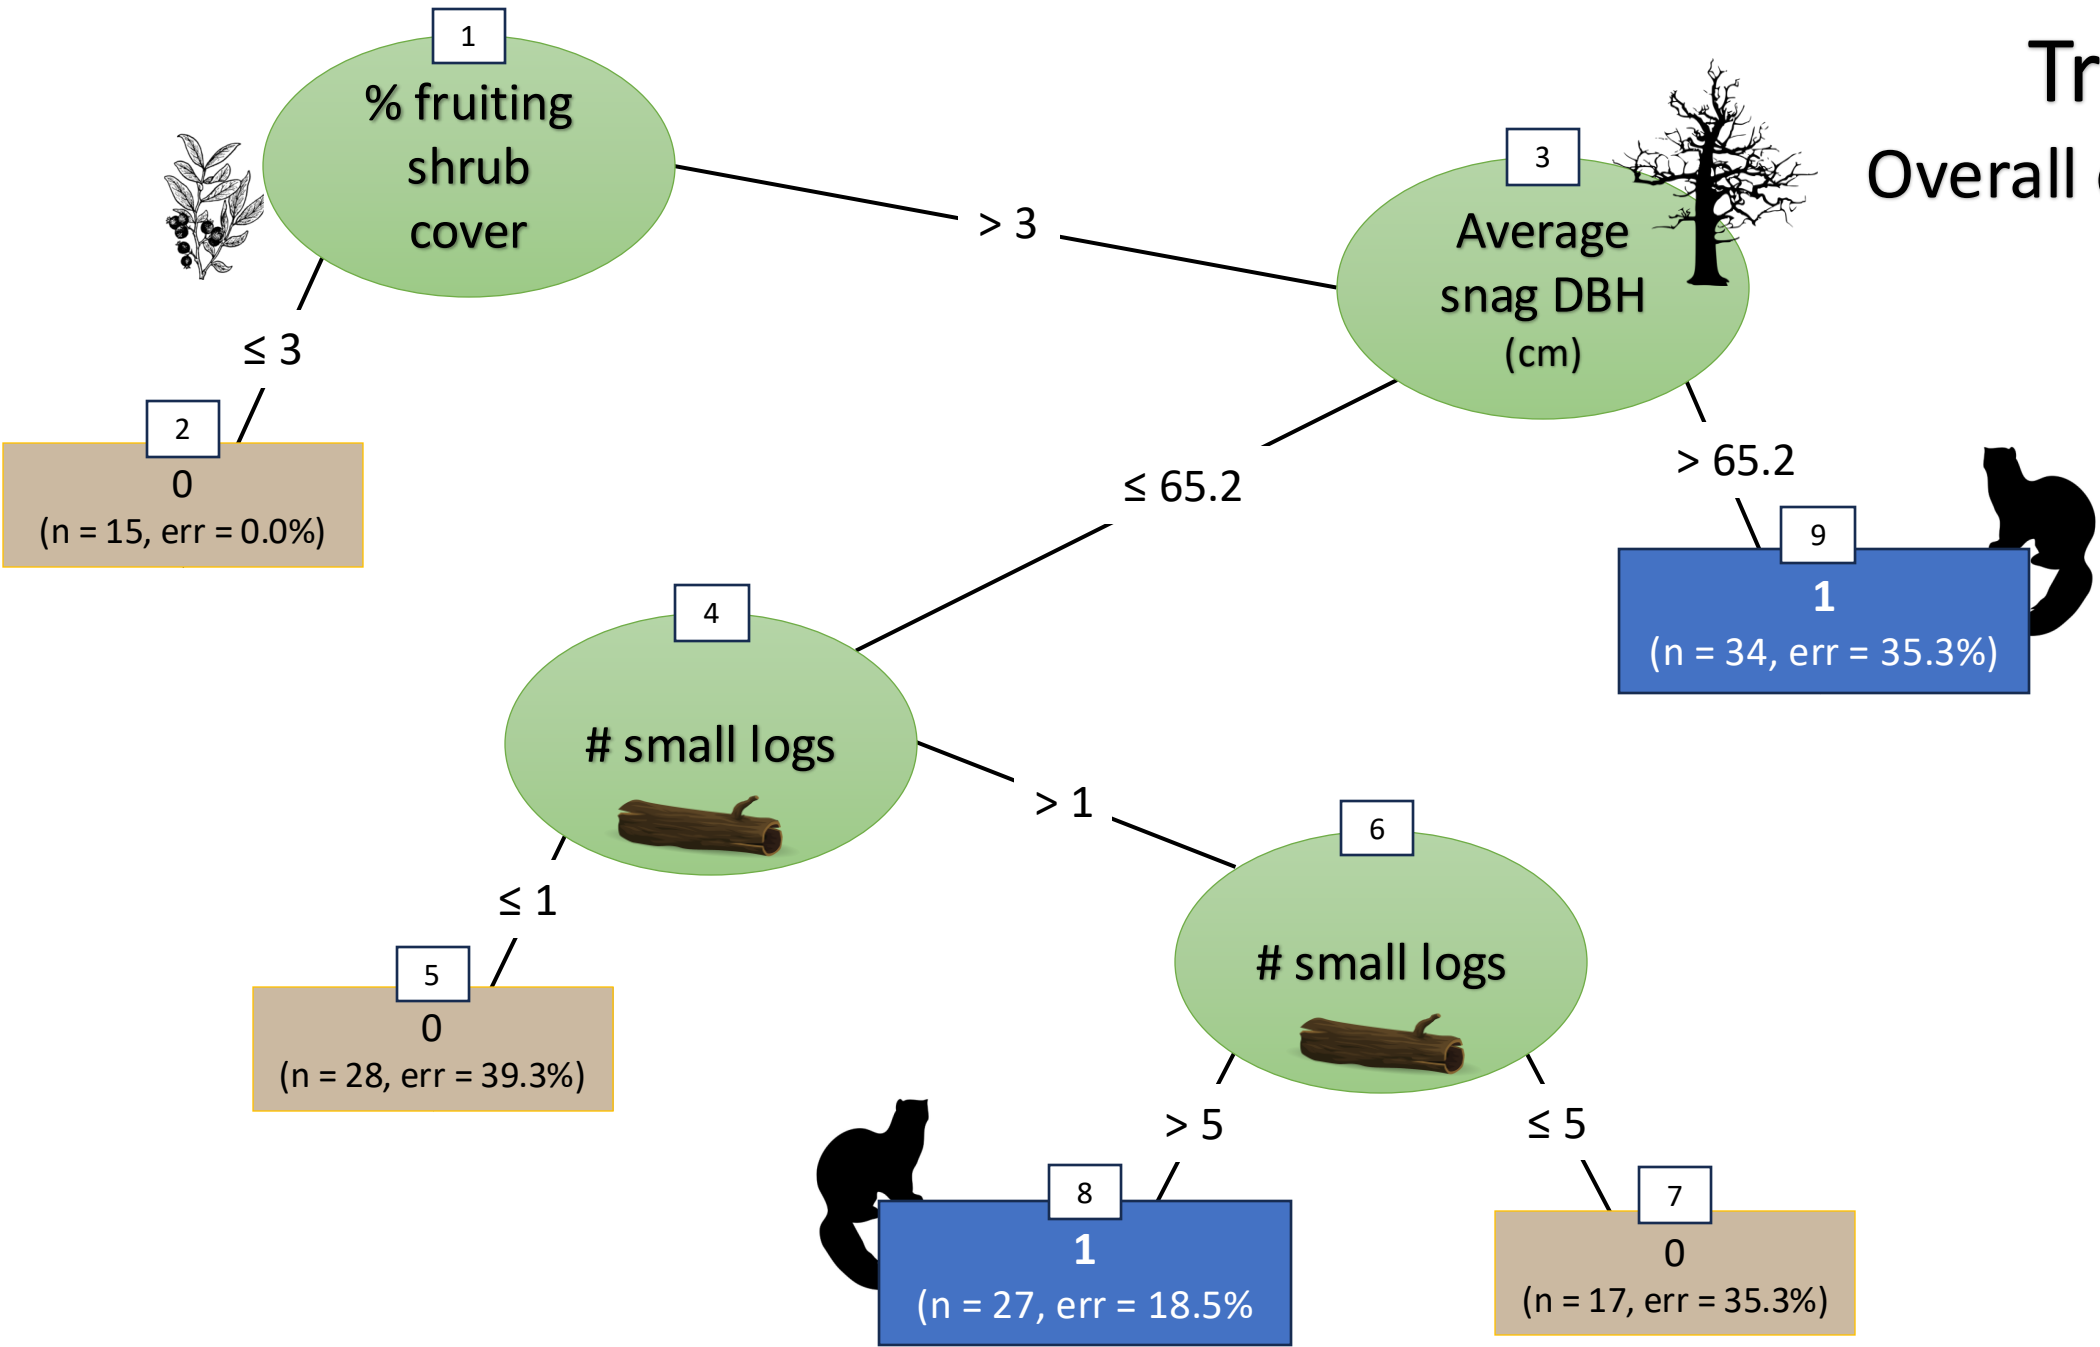 1
% fruiting
shrub
cover
> 3
≤ 3
2
0
(n = 15, err = 0.0%)
3
Average
snag DBH
(cm)
Overall
≤ 65.2
> 65.2
9
1
(n = 34, err = 35.3%)
4
# small logs
≤ 1
> 1
5
0
(n = 28, err = 39.3%)
6
# small logs
> 5
≤ 5
8
1
(n = 27, err = 18.5%
7
0
(n = 17, err = 35.3%)